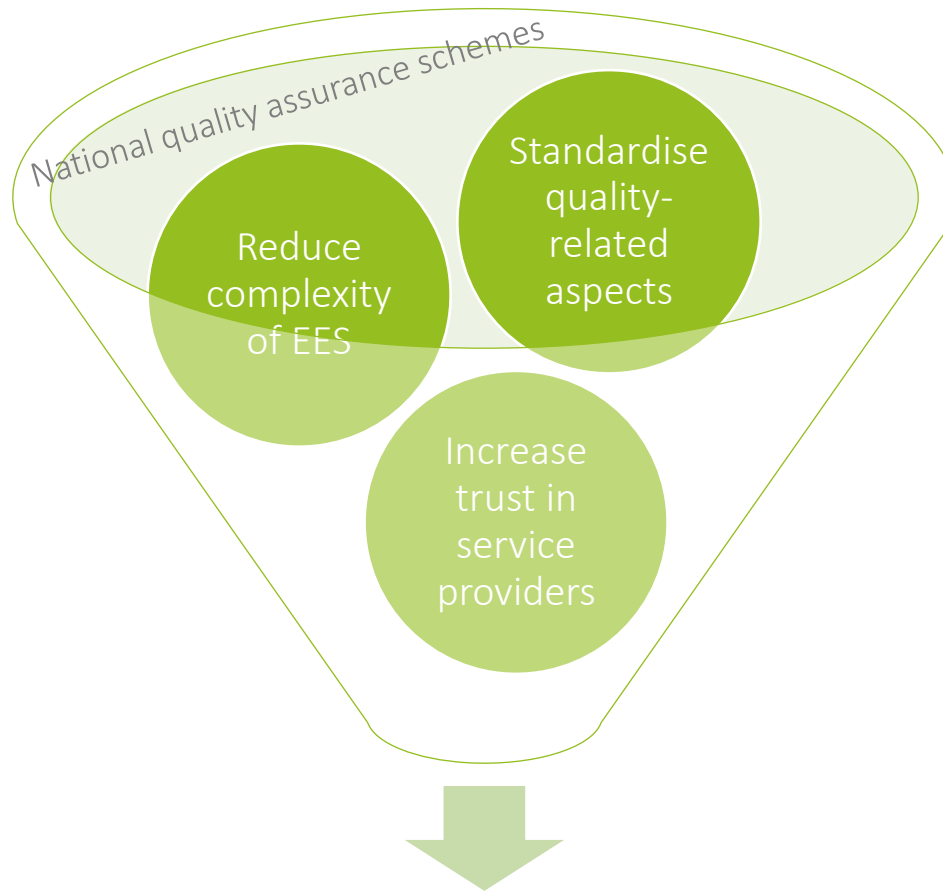 National quality assurance schemes
Standardise
quality-
related
aspects
Reduce
complexity
of EES
Increase
trust in
service
providers